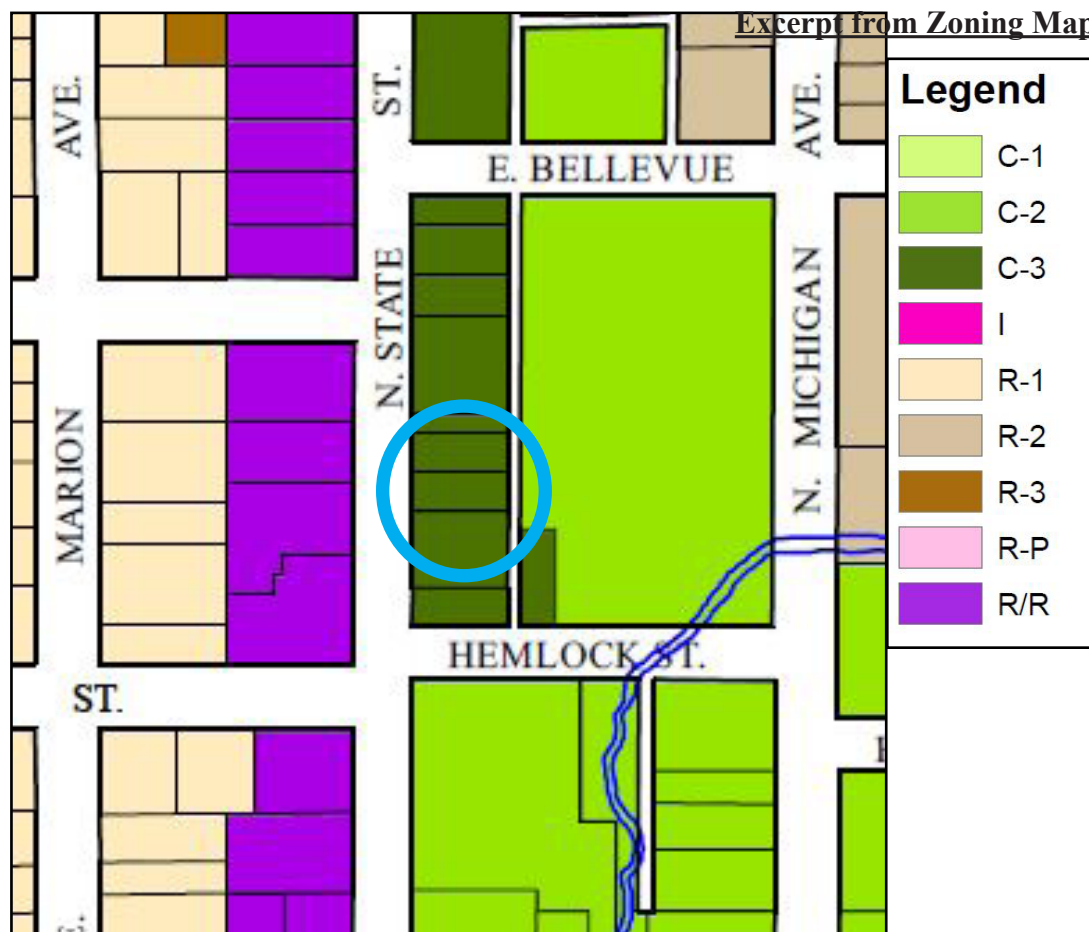 Excerpt from Zoning Map
Legend
C-1
C-2
C-3
I
R-1
R-2
R-3
R-P
R/R
AVE.
ST.
AVE.
E. BELLEVUE
N. STATE
N. MICHIGAN
MARION
HEMLOCK ST.
ST.